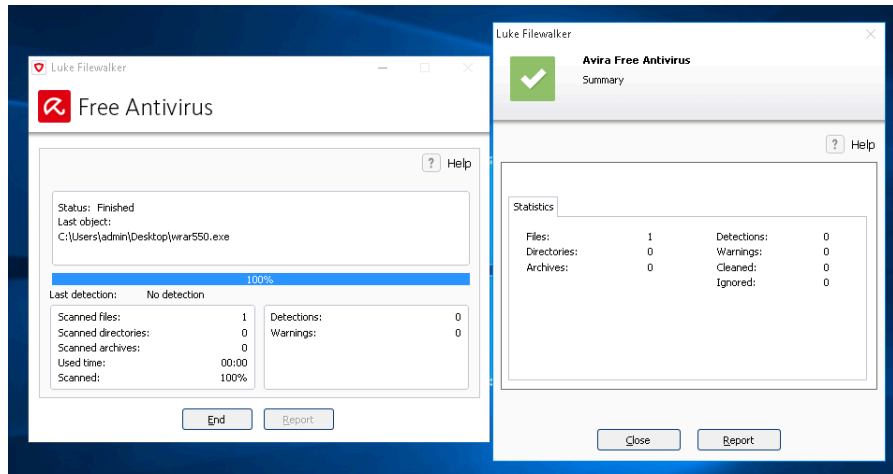 Luke Filewalker
Free Antivirus
? Help
Status: Finished
Last object:
C:\Users\admin\Desktop\wrar550.exe
100%
Last detection: No detection
Scanned files: 1
Scanned directories: 0
Scanned archives: 0
Used time: 00:00
Scanned: 100%
Detections: 0
Warnings: 0
End
Report
Luke Filewalker
Avira Free Antivirus
Summary
? Help
Statistics
Files: 1
Directories: 0
Archives: 0
Detections: 0
Warnings: 0
Cleaned: 0
Ignored: 0
Close
Report